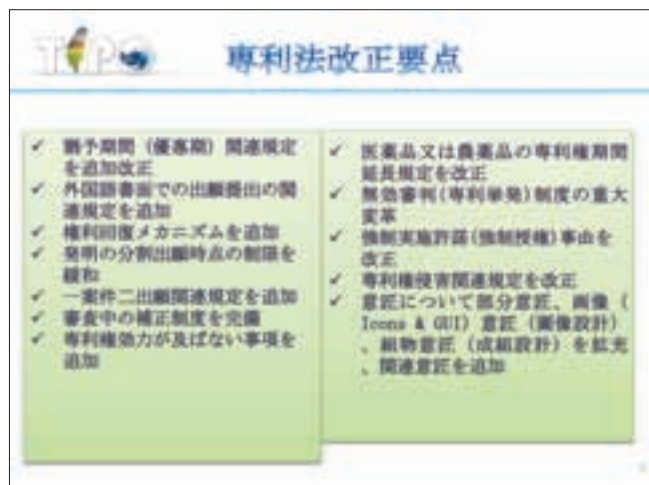 TIPO
專利法改正要点
✓ 猶予期間（優惠期）関連規定
を追加改正
✓ 外国語書面での出願提出の関
連規定を追加
✓ 権利回復メカニズムを追加
✓ 発明の分割出願時点の制限を
緩和
✓ 一案件二出願関連規定を追加
✓ 審査中の補正制度を完備
✓ 専利権効力が及ばない事項を
追加
✓ 医薬品又は農薬品の専利権期間
延長規定を改正
✓ 無効審判(専利挙発)制度の重大
変革
✓ 強制実施許諾(強制授権)事由を
改正
✓ 専利権侵害関連規定を改正
✓ 意匠について部分意匠、画像（
Icons & GUI）意匠（圖像設計）
、組物意匠（成組設計）を拡充
、関連意匠を追加